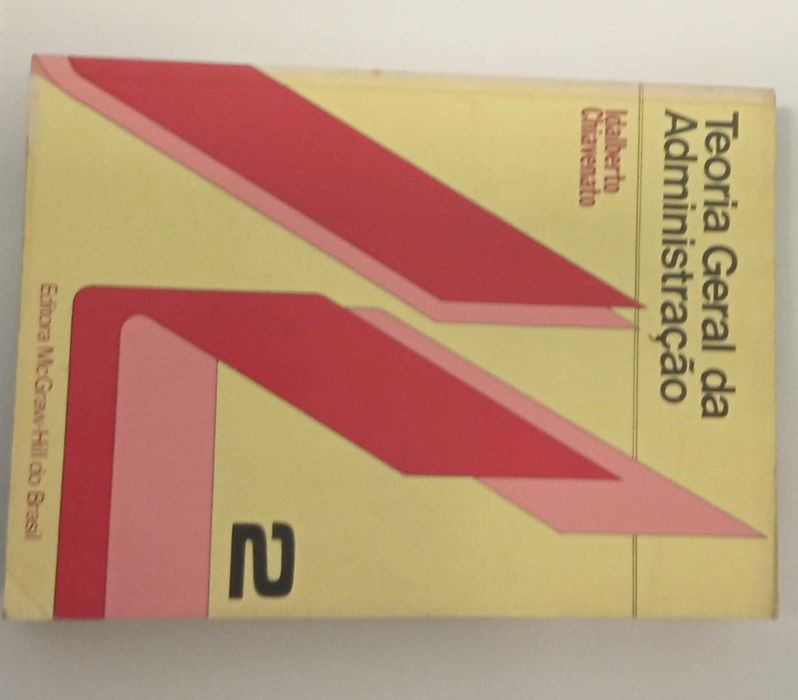 Teoria Geral da
Administração
Idalberto
Chiavenato
2
Editora McGraw-Hill do Brasil